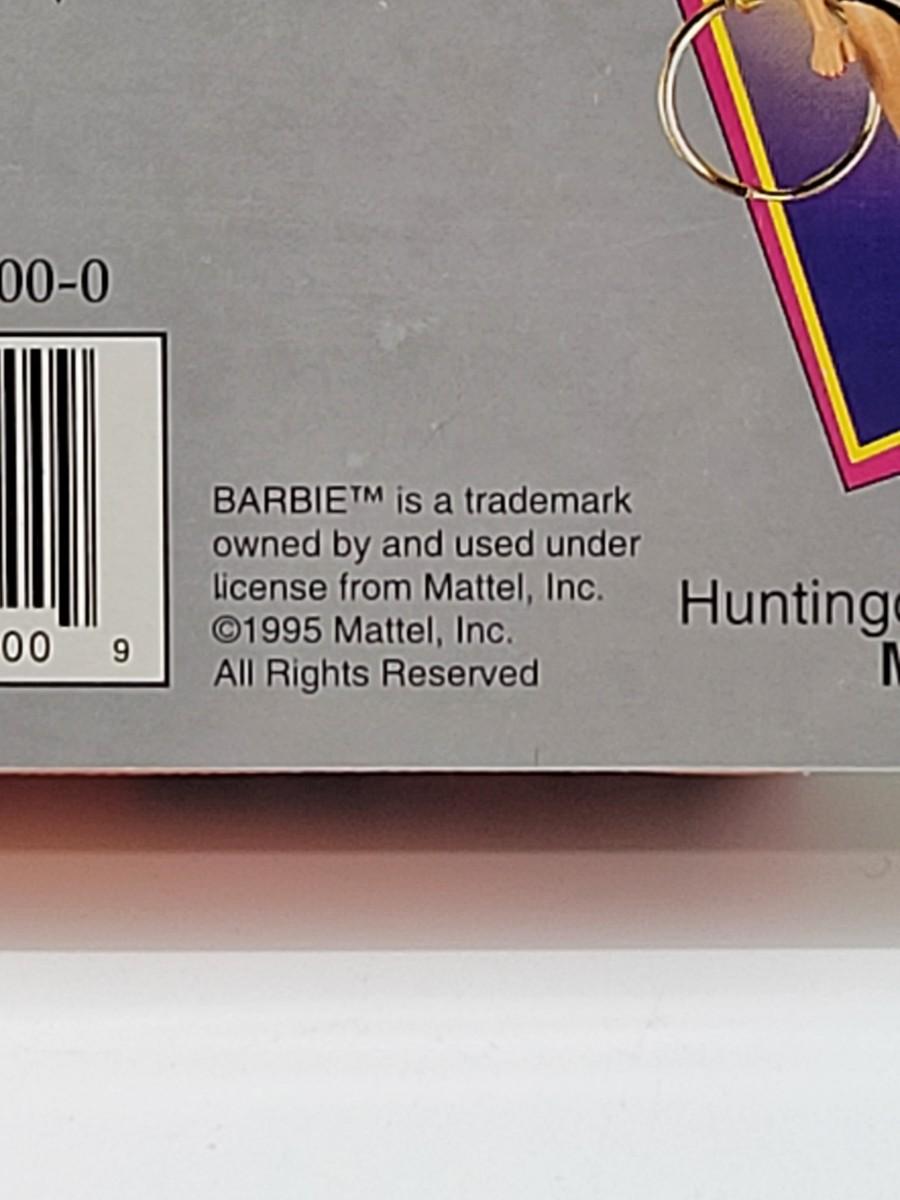 00-0
00 9
BARBIE™ is a trademark
owned by and used under
license from Mattel, Inc.
©1995 Mattel, Inc.
All Rights Reserved
Hunting
M